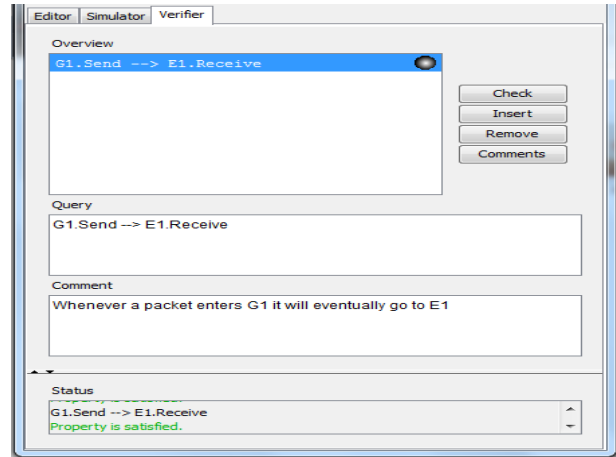 Editor Simulator Verifier
Overview
G1.Send --> E1.Receive
Check
Insert
Remove
Comments
Query
G1.Send --> E1.Receive
Comment
Whenever a packet enters G1 it will eventually go to E1
Status
G1.Send --> E1.Receive
Property is satisfied.